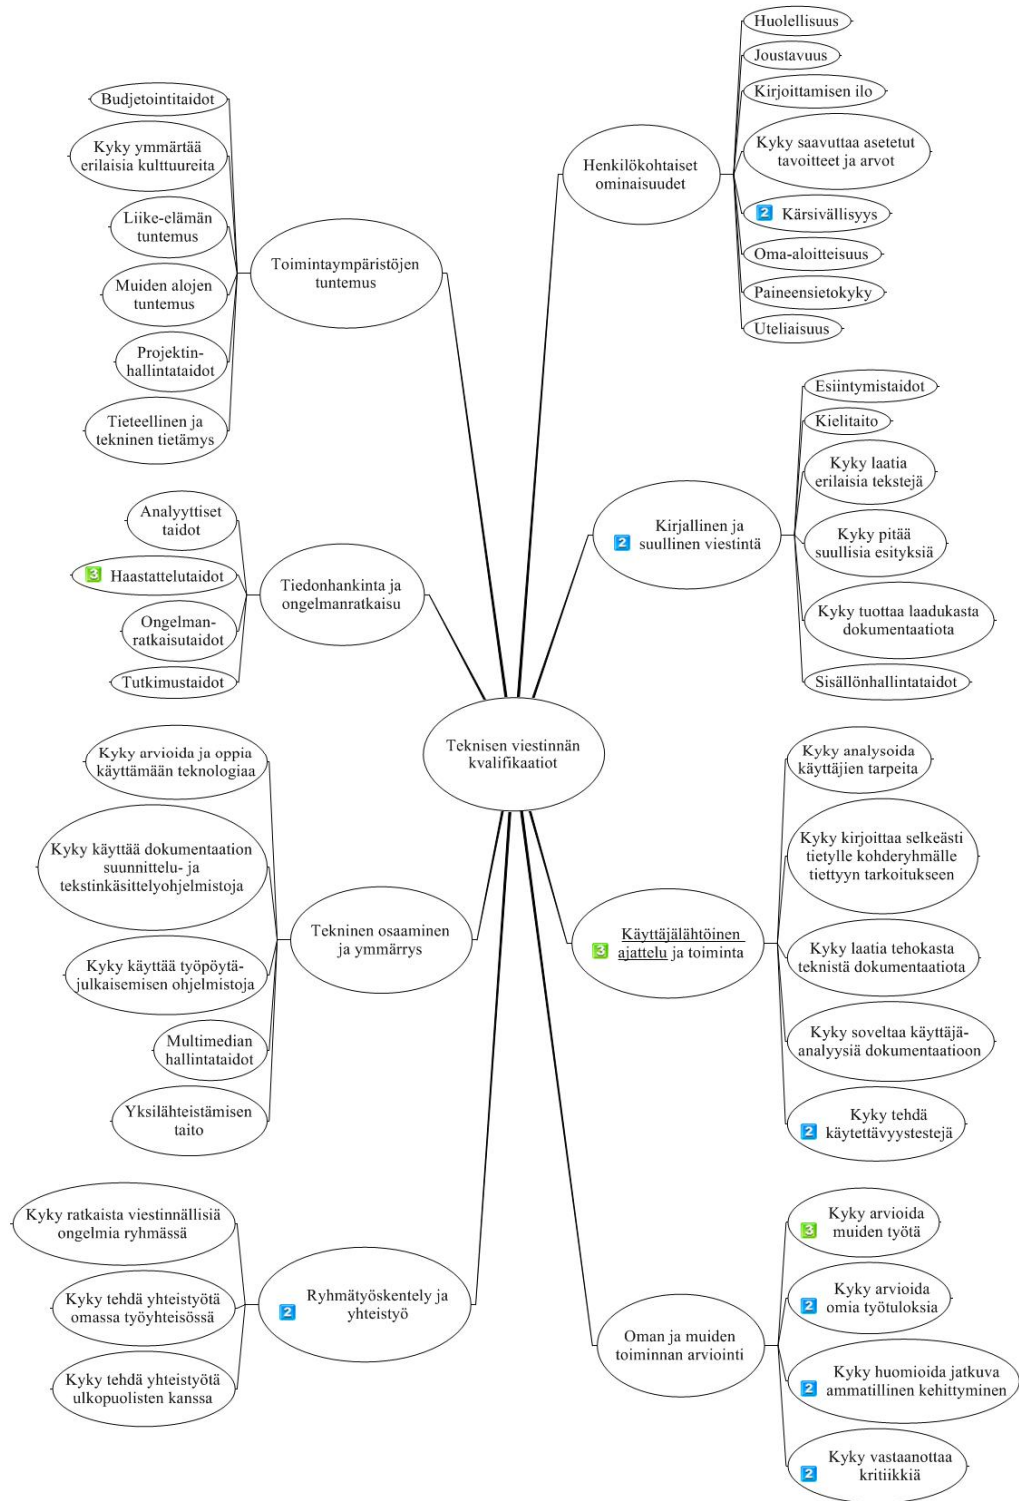 Teknisen viestinnän
kvalifikaatiot
Henkilökohtaiset
ominaisuudet
Huolellisuus
Joustavuus
Kirjoittamisen ilo
Kyky saavuttaa asetetut
tavoitteet ja arvot
2 Kärsivällisyys
Oma-aloitteisuus
Paineensietokyky
Uteliaisuus
Kirjallinen ja
2 suullinen viestintä
Esiintymistaidot
Kielitaito
Kyky laatia
erilaisia tekstejä
Kyky pitää
suullisia esityksiä
Kyky tuottaa laadukasta
dokumentaatiota
Sisällönhallintataidot
Käyttäjälähtöinen
3 ajattelu ja toiminta
Kyky analysoida
käyttäjien tarpeita
Kyky kirjoittaa selkeästi
tietylle kohderyhmälle
tiettyyn tarkoitukseen
Kyky laatia tehokasta
teknistä dokumentaatiota
Kyky soveltaa käyttäjä-
analyysiä dokumentaatioon
Kyky tehdä
2 käytettävyystestejä
Oman ja muiden
toiminnan arviointi
Kyky arvioida
3 muiden työtä
Kyky arvioida
2 omia työtuloksia
Kyky huomioida jatkuva
2 ammatillinen kehittyminen
Kyky vastaanottaa
2 kritiikkiä
Toimintaympäristöjen
tuntemus
Budjetointitaidot
Kyky ymmärtää
erilaisia kulttuureita
Liike-elämän
tuntemus
Muiden alojen
tuntemus
Projektin-
hallintataidot
Tieteellinen ja
tekninen tietämys
Tiedonhankinta ja
ongelmanratkaisu
Analyyttiset
taidot
3 Haastattelutaidot
Ongelman-
ratkaisutaidot
Tutkimustaidot
Tekninen osaaminen
ja ymmärrys
Kyky arvioida ja oppia
käyttämään teknologiaa
Kyky käyttää dokumentaation
suunnittelu- ja
tekstinkäsittelyohjelmistoja
Kyky käyttää työpöytä-
julkaisemisen ohjelmistoja
Multimedian
hallintataidot
Yksilähteistämisen
taito
Ryhmätyöskentely ja
2 yhteistyö
Kyky ratkaista viestinnällisiä
ongelmia ryhmässä
Kyky tehdä yhteistyötä
omassa työyhteisössä
Kyky tehdä yhteistyötä
ulkopuolisten kanssa